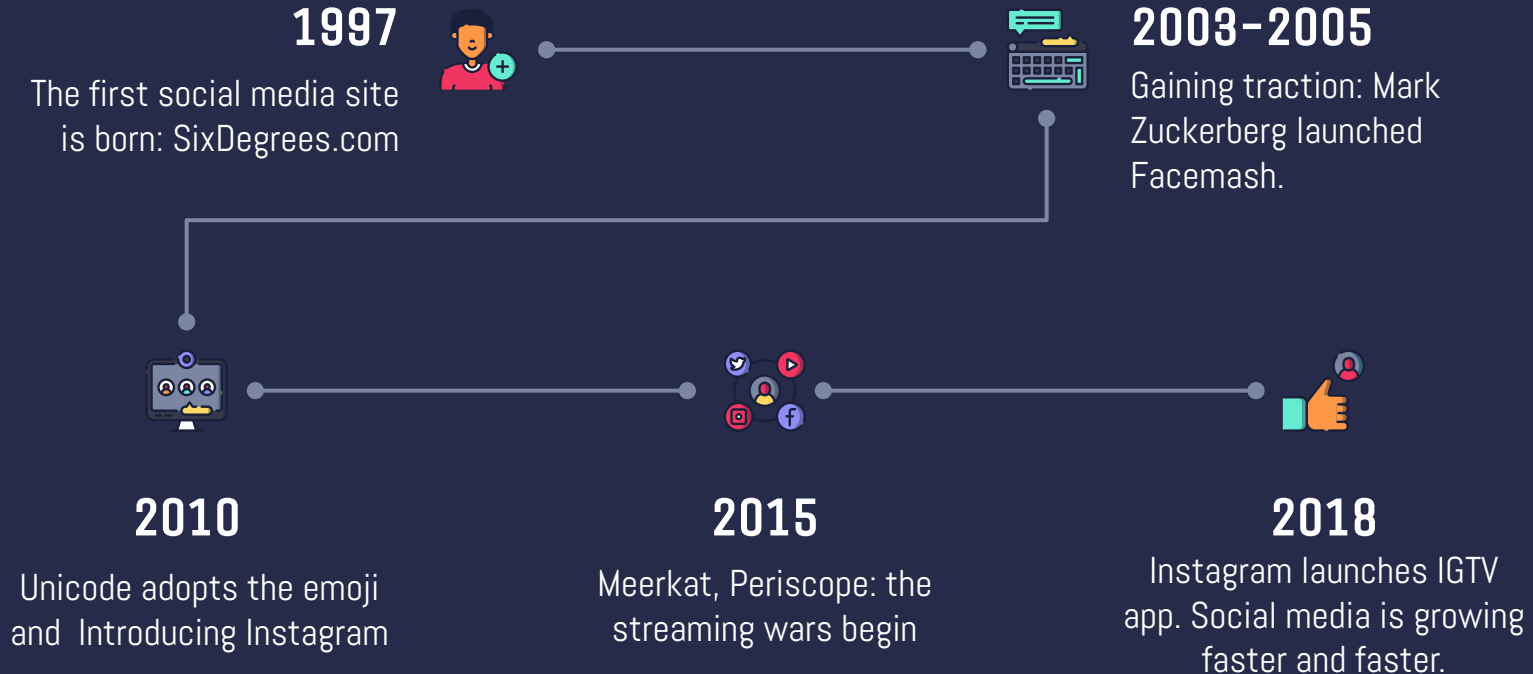 1997
The first social media site
is born: SixDegrees.com
2003-2005
Gaining traction: Mark
Zuckerberg launched
Facemash.
2010
Unicode adopts the emoji
and  Introducing Instagram
2015
Meerkat, Periscope: the
streaming wars begin
2018
Instagram launches IGTV
app. Social media is growing
faster and faster.